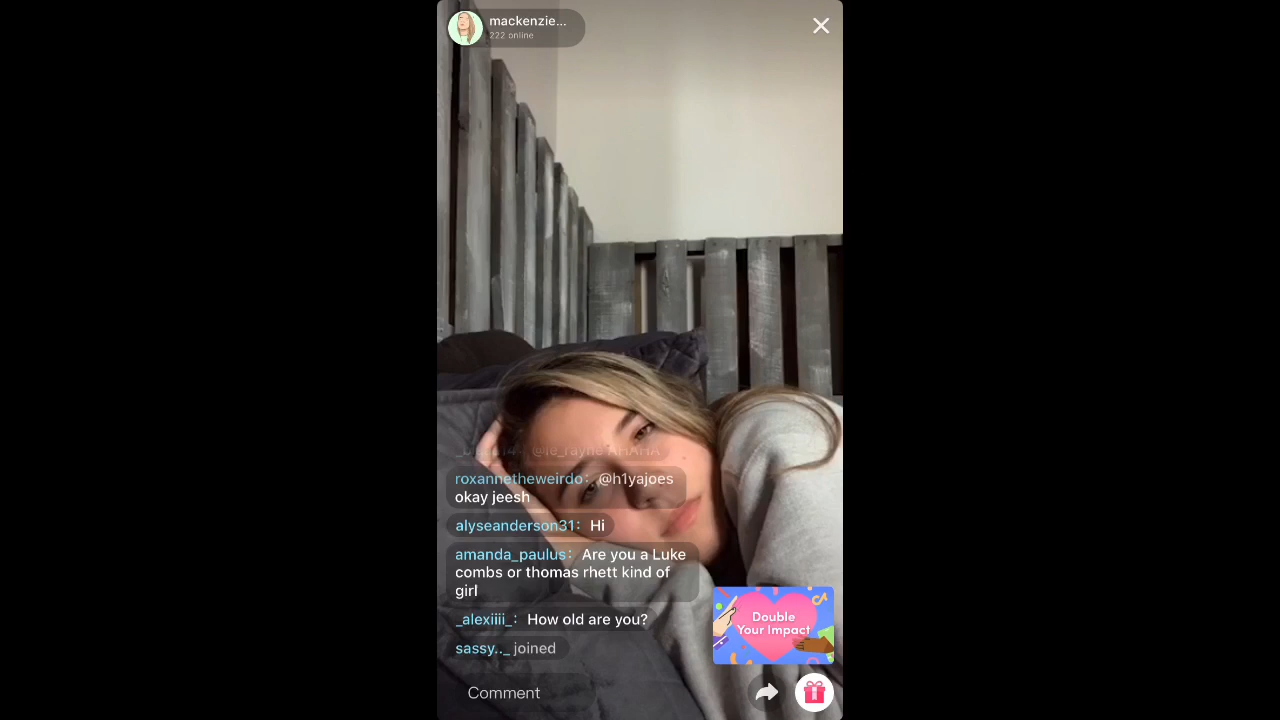 mackenzie...
222 online
roxannetheweirdo: @h1yajoes
okay jeesh
alyseanderson31: Hi
amanda_paulus: Are you a Luke
combs or thomas rhett kind of
girl
_alexiiii_: How old are you?
sassy.._ joined
Double
Your Impact
Comment